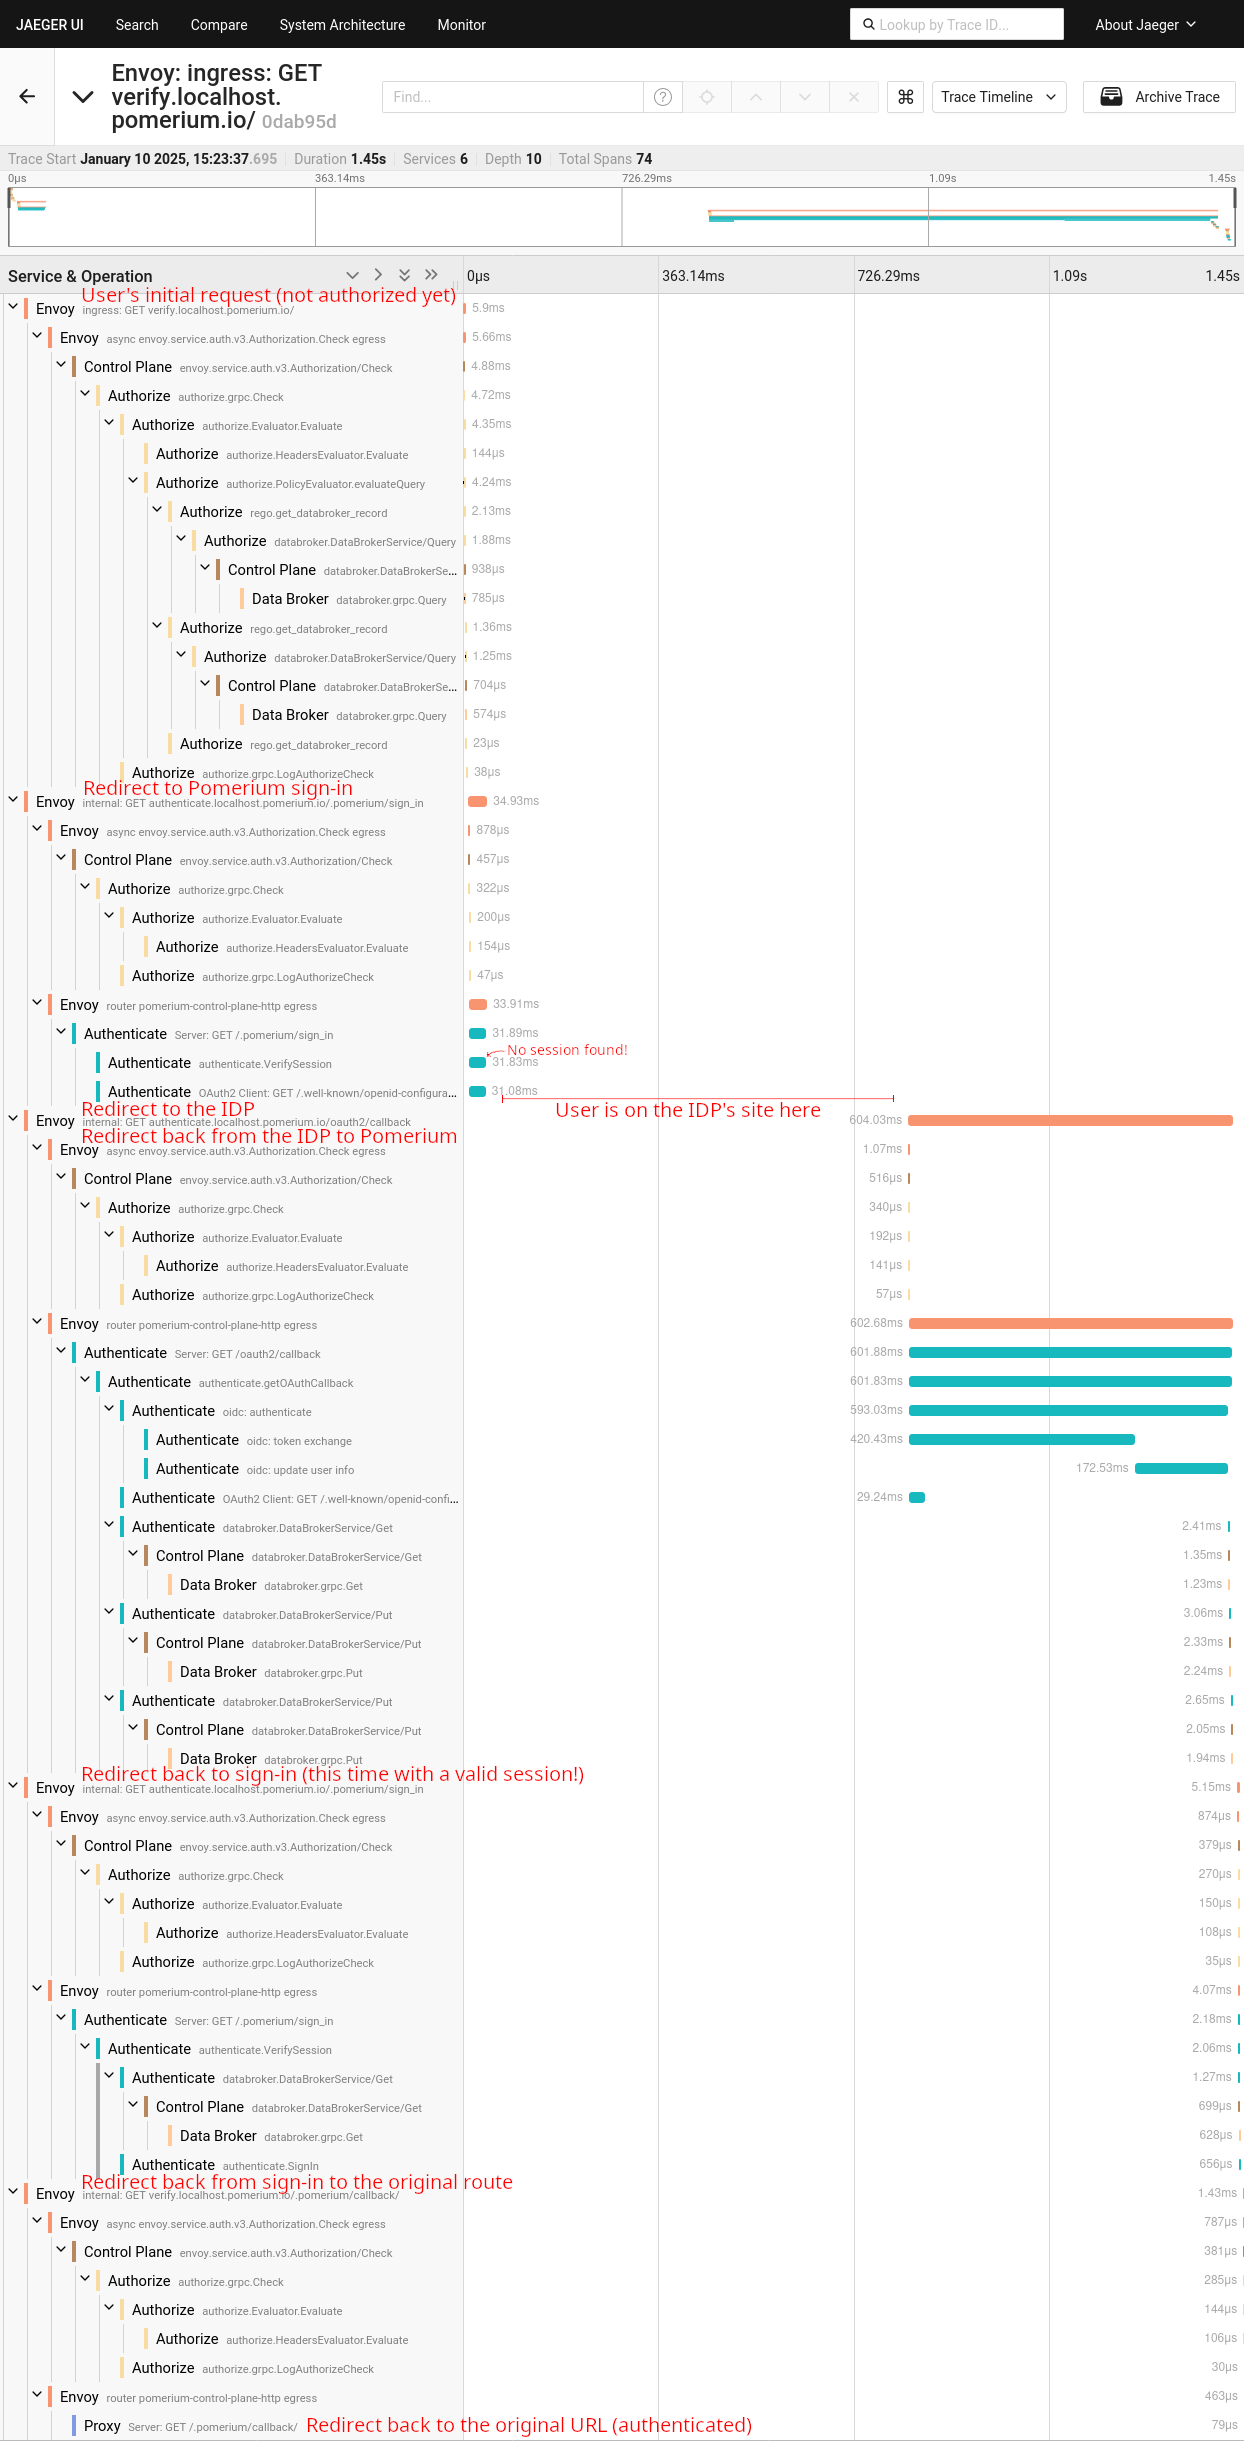 JAEGER UI Search Compare System Architecture Monitor Lookup by Trace ID... About Jaeger
Envoy: ingress: GET
verify.localhost.
pomerium.io/ 0dab95d
Find... Trace Timeline Archive Trace
Trace Start January 10 2025, 15:23:37.695 Duration 1.45s Services 6 Depth 10 Total Spans 74
0μs 363.14ms 726.29ms 1.09s 1.45s
Service & Operation 0μs 363.14ms 726.29ms 1.09s 1.45s
User's initial request (not authorized yet)
Envoy ingress: GET verify.localhost.pomerium.io/ 5.9ms
Envoy async envoy.service.auth.v3.Authorization.Check egress 5.66ms
Control Plane envoy.service.auth.v3.Authorization/Check 4.88ms
Authorize authorize.grpc.Check 4.72ms
Authorize authorize.Evaluator.Evaluate 4.35ms
Authorize authorize.HeadersEvaluator.Evaluate 144μs
Authorize authorize.PolicyEvaluator.evaluateQuery 4.24ms
Authorize rego.get_databroker_record 2.13ms
Authorize databroker.DataBrokerService/Query 1.88ms
Control Plane databroker.DataBrokerSe... 938μs
Data Broker databroker.grpc.Query 785μs
Authorize rego.get_databroker_record 1.36ms
Authorize databroker.DataBrokerService/Query 1.25ms
Control Plane databroker.DataBrokerSe... 704μs
Data Broker databroker.grpc.Query 574μs
Authorize rego.get_databroker_record 23μs
Authorize authorize.grpc.LogAuthorizeCheck 38μs
Redirect to Pomerium sign-in
Envoy internal: GET authenticate.localhost.pomerium.io/.pomerium/sign_in 34.93ms
Envoy async envoy.service.auth.v3.Authorization.Check egress 878μs
Control Plane envoy.service.auth.v3.Authorization/Check 457μs
Authorize authorize.grpc.Check 322μs
Authorize authorize.Evaluator.Evaluate 200μs
Authorize authorize.HeadersEvaluator.Evaluate 154μs
Authorize authorize.grpc.LogAuthorizeCheck 47μs
Envoy router pomerium-control-plane-http egress 33.91ms
Authenticate Server: GET /.pomerium/sign_in 31.89ms
No session found!
Authenticate authenticate.VerifySession 31.83ms
Authenticate OAuth2 Client: GET /.well-known/openid-configura... 31.08ms
Redirect to the IDP User is on the IDP's site here
Envoy internal: GET authenticate.localhost.pomerium.io/oauth2/callback 604.03ms
Redirect back from the IDP to Pomerium
Envoy async envoy.service.auth.v3.Authorization.Check egress 1.07ms
Control Plane envoy.service.auth.v3.Authorization/Check 516μs
Authorize authorize.grpc.Check 340μs
Authorize authorize.Evaluator.Evaluate 192μs
Authorize authorize.HeadersEvaluator.Evaluate 141μs
Authorize authorize.grpc.LogAuthorizeCheck 57μs
Envoy router pomerium-control-plane-http egress 602.68ms
Authenticate Server: GET /oauth2/callback 601.88ms
Authenticate authenticate.getOAuthCallback 601.83ms
Authenticate oidc: authenticate 593.03ms
Authenticate oidc: token exchange 420.43ms
Authenticate oidc: update user info 172.53ms
Authenticate OAuth2 Client: GET /.well-known/openid-confi... 29.24ms
Authenticate databroker.DataBrokerService/Get 2.41ms
Control Plane databroker.DataBrokerService/Get 1.35ms
Data Broker databroker.grpc.Get 1.23ms
Authenticate databroker.DataBrokerService/Put 3.06ms
Control Plane databroker.DataBrokerService/Put 2.33ms
Data Broker databroker.grpc.Put 2.24ms
Authenticate databroker.DataBrokerService/Put 2.65ms
Control Plane databroker.DataBrokerService/Put 2.05ms
Data Broker databroker.grpc.Put 1.94ms
Redirect back to sign-in (this time with a valid session!)
Envoy internal: GET authenticate.localhost.pomerium.io/.pomerium/sign_in 5.15ms
Envoy async envoy.service.auth.v3.Authorization.Check egress 874μs
Control Plane envoy.service.auth.v3.Authorization/Check 379μs
Authorize authorize.grpc.Check 270μs
Authorize authorize.Evaluator.Evaluate 150μs
Authorize authorize.HeadersEvaluator.Evaluate 108μs
Authorize authorize.grpc.LogAuthorizeCheck 35μs
Envoy router pomerium-control-plane-http egress 4.07ms
Authenticate Server: GET /.pomerium/sign_in 2.18ms
Authenticate authenticate.VerifySession 2.06ms
Authenticate databroker.DataBrokerService/Get 1.27ms
Control Plane databroker.DataBrokerService/Get 699μs
Data Broker databroker.grpc.Get 628μs
Authenticate authenticate.SignIn 656μs
Redirect back from sign-in to the original route
Envoy internal: GET verify.localhost.pomerium.io/.pomerium/callback/ 1.43ms
Envoy async envoy.service.auth.v3.Authorization.Check egress 787μs
Control Plane envoy.service.auth.v3.Authorization/Check 381μs
Authorize authorize.grpc.Check 285μs
Authorize authorize.Evaluator.Evaluate 144μs
Authorize authorize.HeadersEvaluator.Evaluate 106μs
Authorize authorize.grpc.LogAuthorizeCheck 30μs
Envoy router pomerium-control-plane-http egress 463μs
Proxy Server: GET /.pomerium/callback/ Redirect back to the original URL (authenticated) 79μs